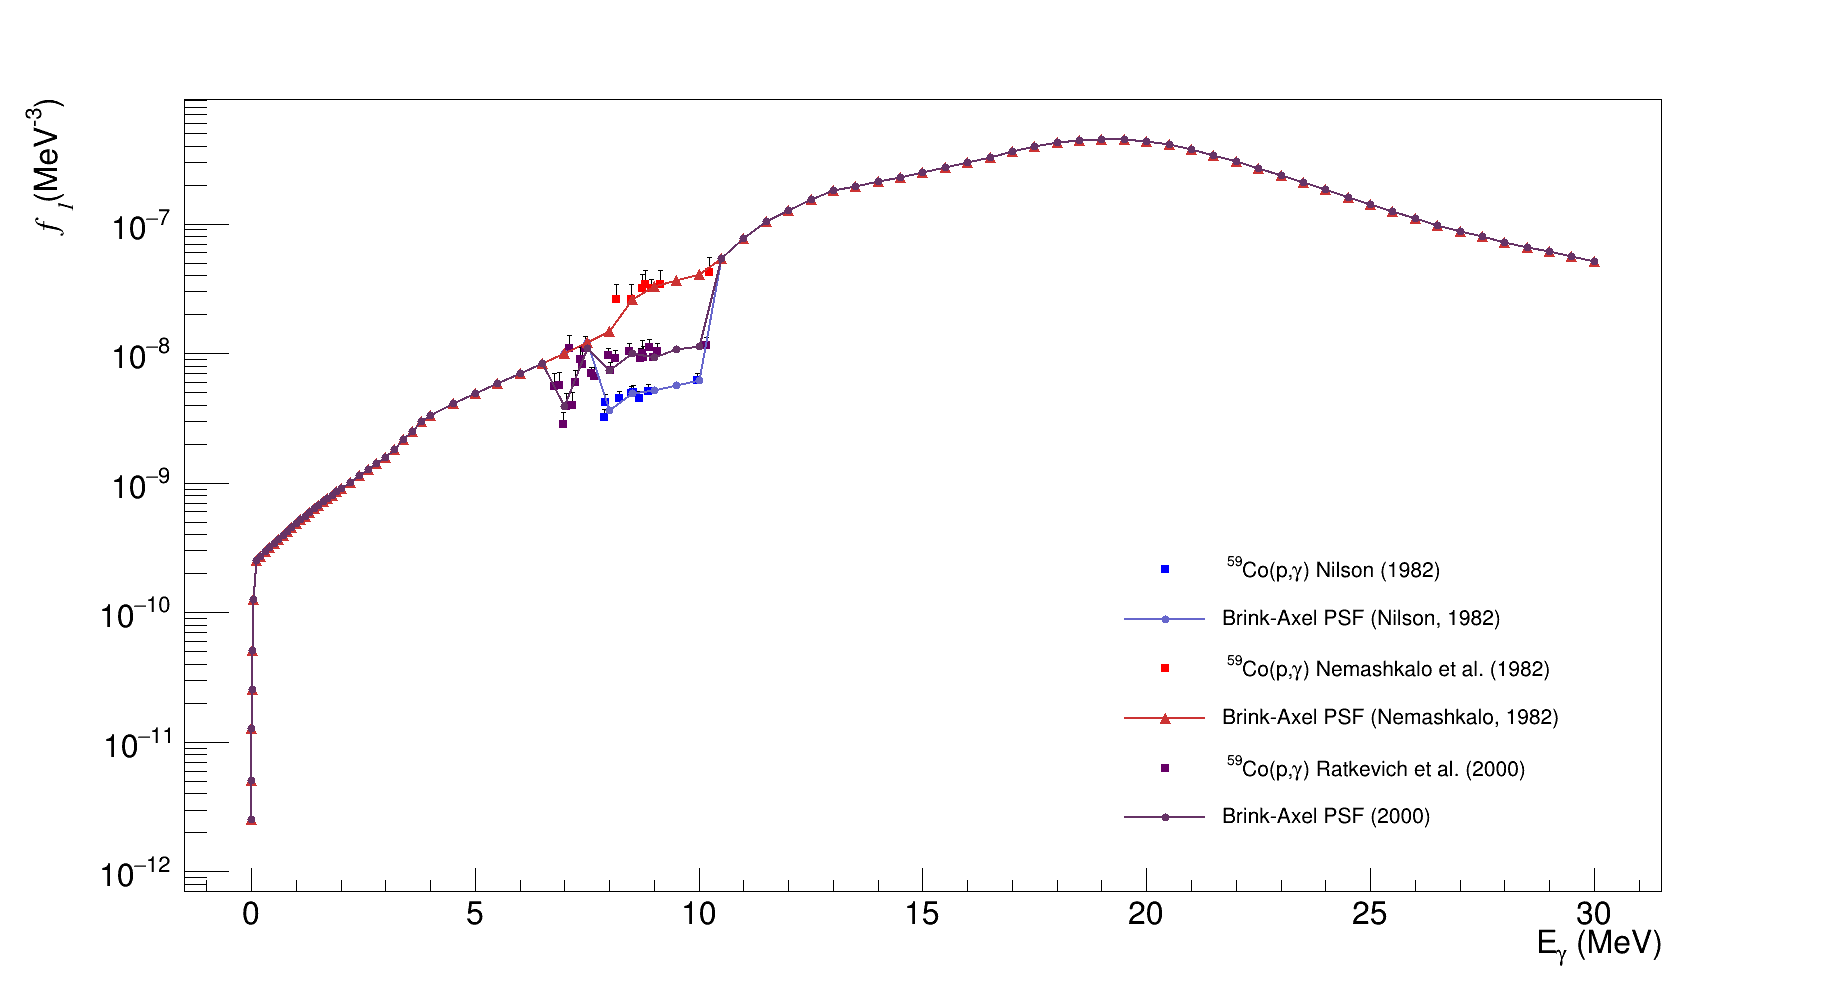 f 1 (MeV-3)
10−7
10−8
10−9
10−10
10−11
10−12
59Co(p,γ) Nilson (1982)
Brink-Axel PSF (Nilson, 1982)
59Co(p,γ) Nemashkalo et al. (1982)
Brink-Axel PSF (Nemashkalo, 1982)
59Co(p,γ) Ratkevich et al. (2000)
Brink-Axel PSF (2000)
0 5 10 15 20 25 30
Eγ (MeV)